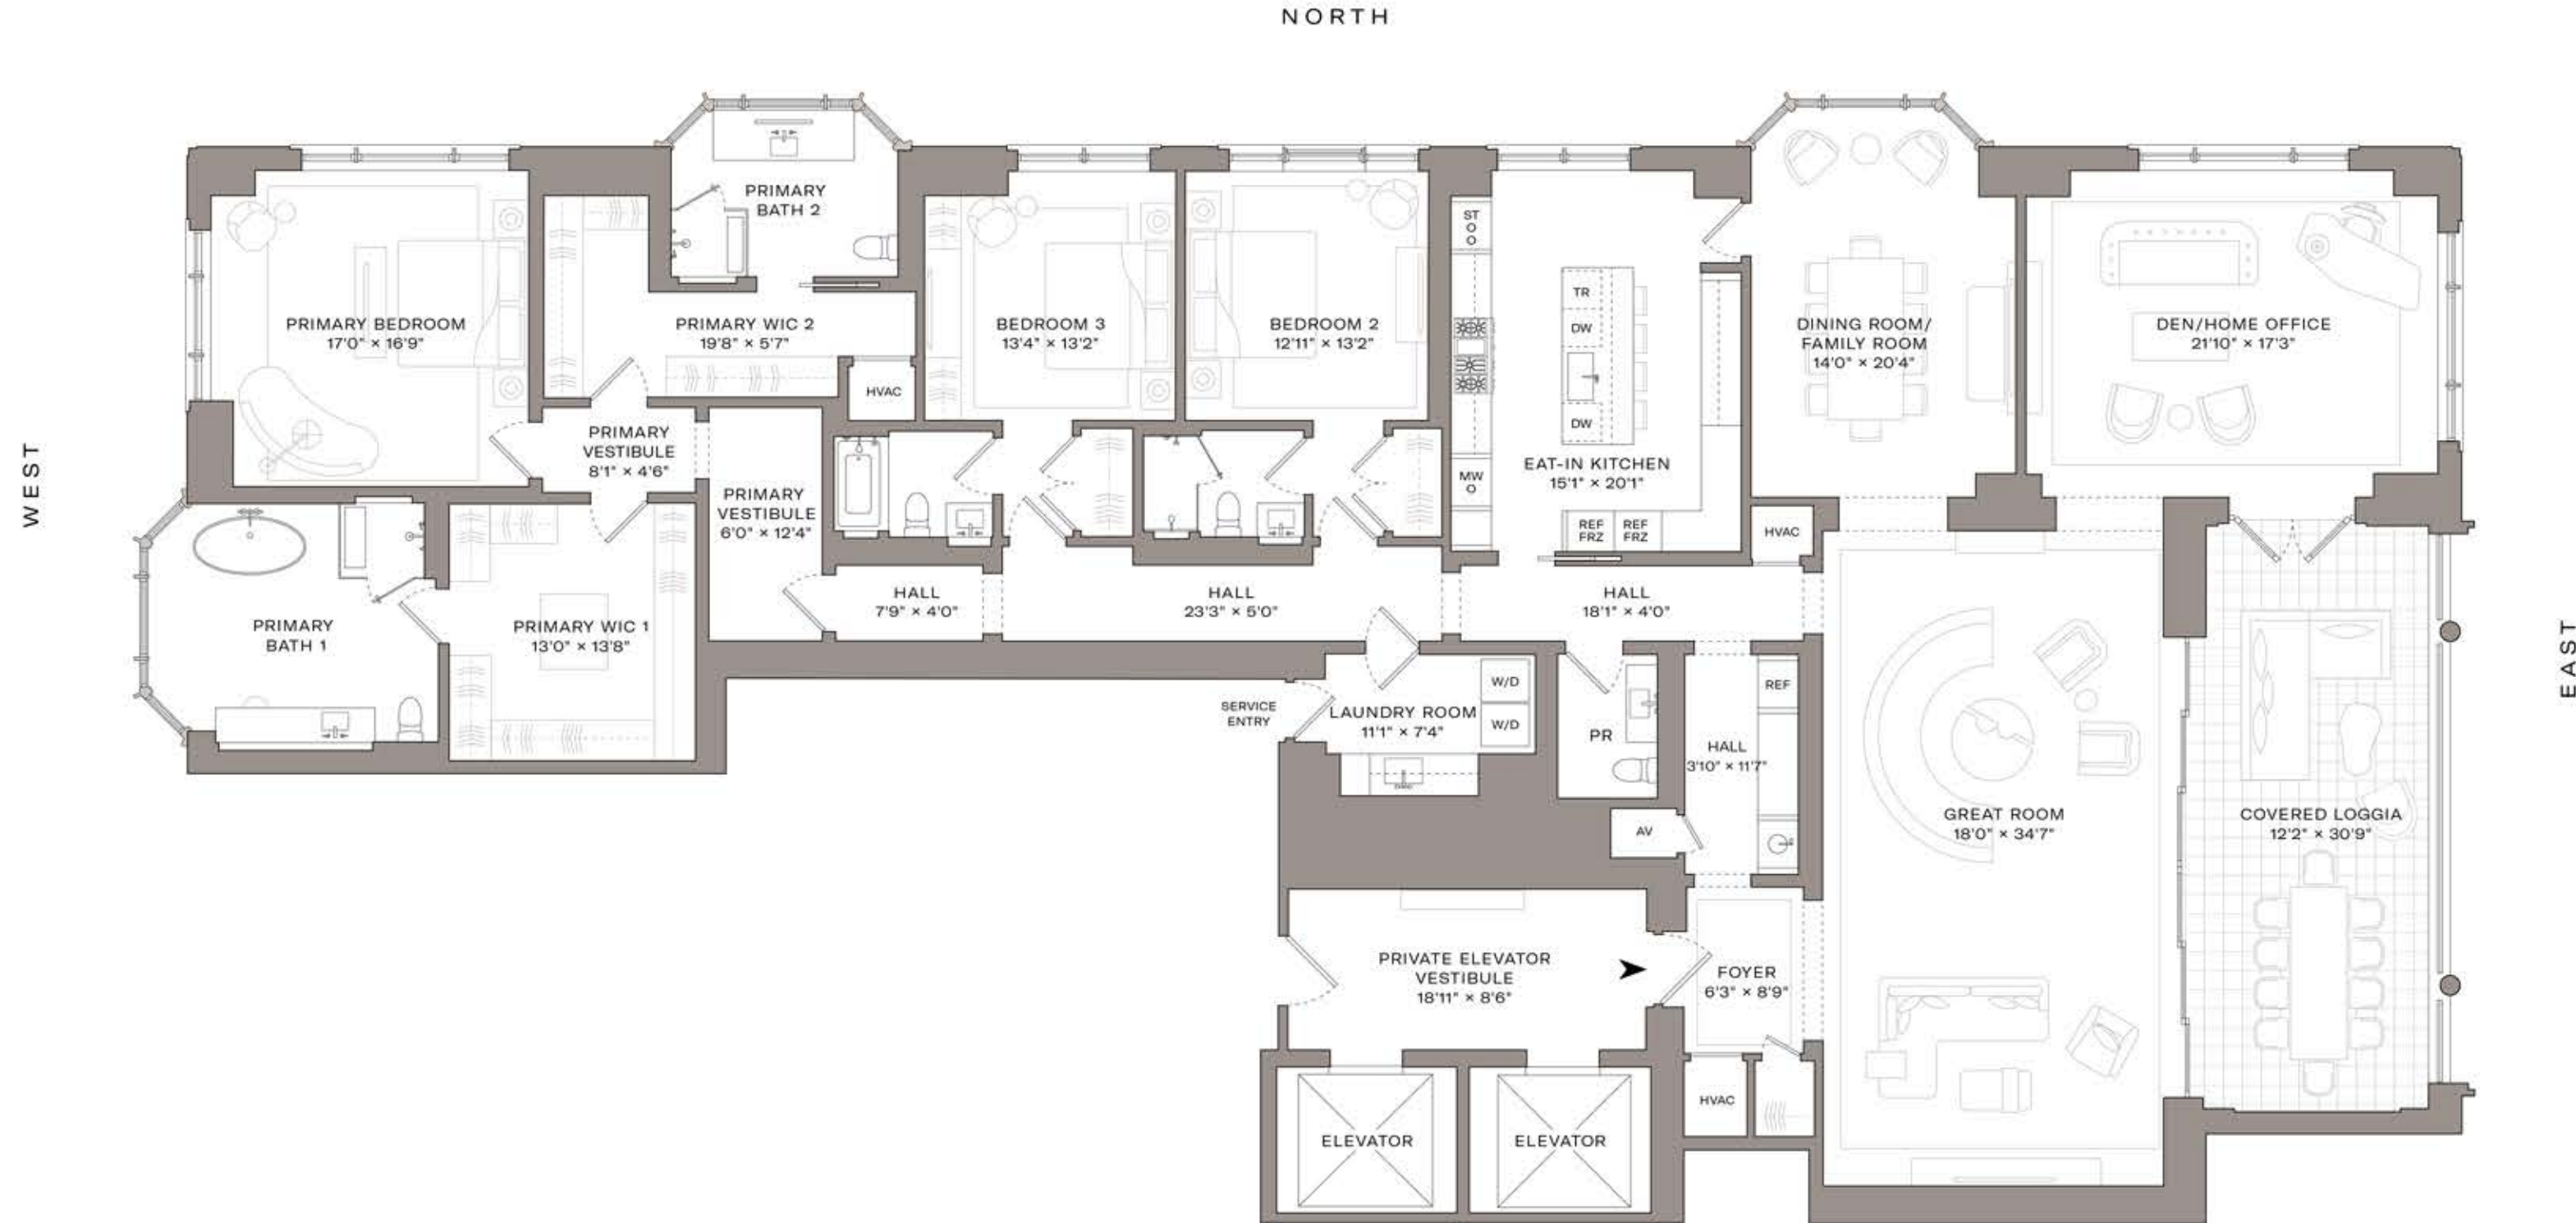 NORTH
WEST
EAST
PRIMARY BEDROOM
17'0" × 16'9"
PRIMARY
BATH 2
PRIMARY WIC 2
19'8" × 5'7"
HVAC
PRIMARY
VESTIBULE
8'1" × 4'6"
PRIMARY
VESTIBULE
6'0" × 12'4"
PRIMARY
BATH 1
PRIMARY WIC 1
13'0" × 13'8"
BEDROOM 3
13'4" × 13'2"
BEDROOM 2
12'11" × 13'2"
ST
O
O
MW
O
TR
DW
DW
EAT-IN KITCHEN
15'1" × 20'1"
REF
FRZ
REF
FRZ
DINING ROOM/
FAMILY ROOM
14'0" × 20'4"
DEN/HOME OFFICE
21'10" × 17'3"
HVAC
HALL
7'9" × 4'0"
HALL
23'3" × 5'0"
HALL
18'1" × 4'0"
SERVICE
ENTRY
LAUNDRY ROOM
11'1" × 7'4"
W/D
W/D
PR
REF
HALL
3'10" × 11'7"
AV
GREAT ROOM
18'0" × 34'7"
COVERED LOGGIA
12'2" × 30'9"
PRIVATE ELEVATOR
VESTIBULE
18'11" × 8'6"
FOYER
6'3" × 8'9"
HVAC
ELEVATOR
ELEVATOR